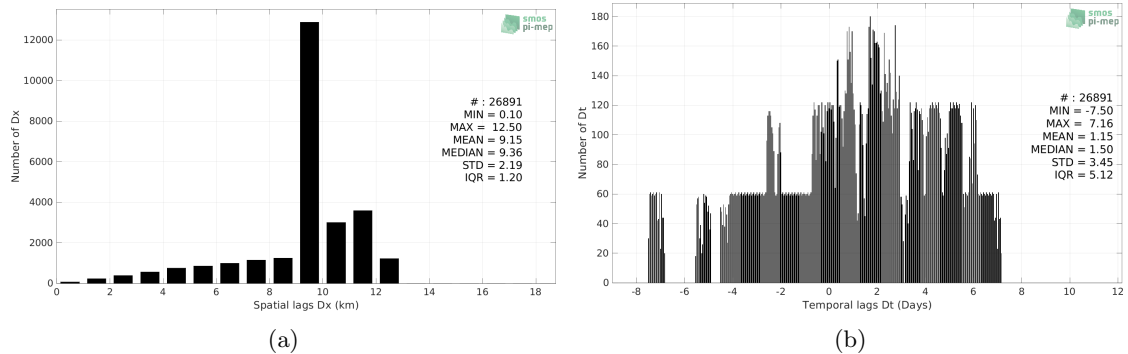 smos
pi-mep
12000
10000
8000
6000
4000
2000
0
Number of Dx
# : 26891
MIN = 0.10
MAX = 12.50
MEAN = 9.15
MEDIAN = 9.36
STD = 2.19
IQR = 1.20
0 2 4 6 8 10 12 14 16 18
Spatial lags Dx (km)
(a)
smos
pi-mep
180
160
140
120
100
80
60
40
20
0
Number of Dt
# : 26891
MIN = -7.50
MAX = 7.16
MEAN = 1.15
MEDIAN = 1.50
STD = 3.45
IQR = 5.12
-8 -6 -4 -2 0 2 4 6 8 10 12
Temporal lags Dt (Days)
(b)